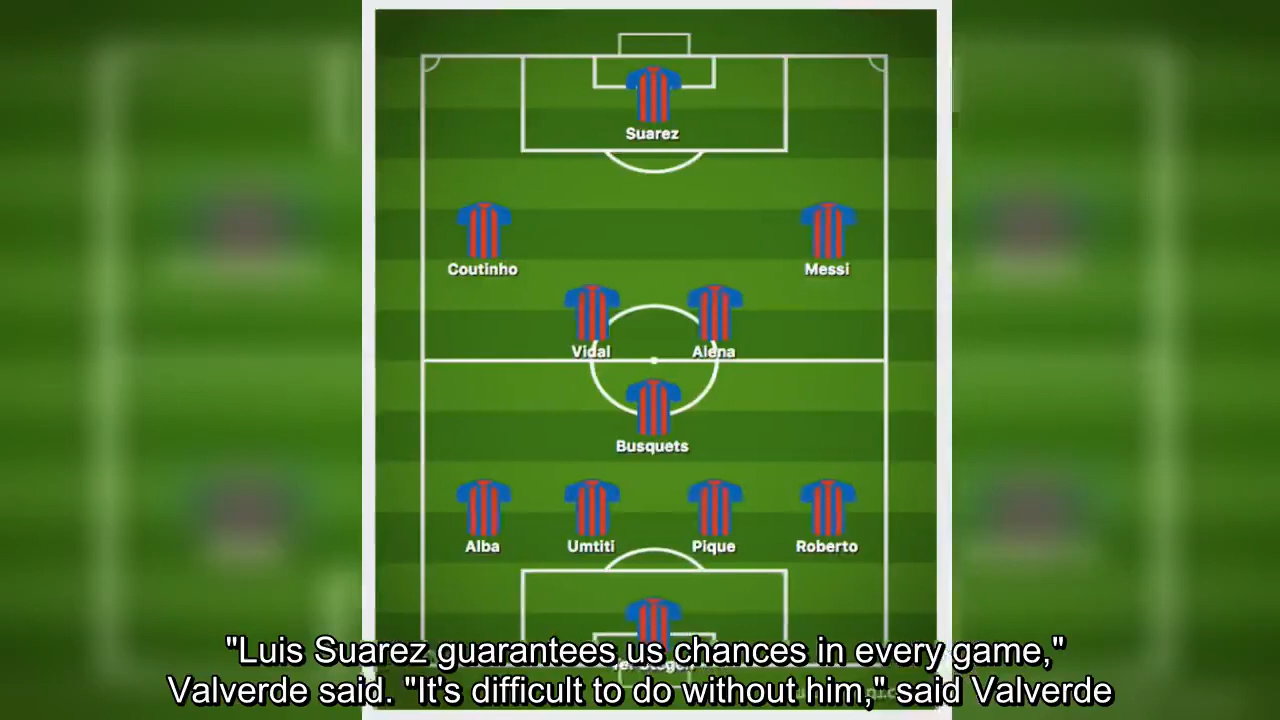 Suarez
Coutinho
Messi
Vidal
Alena
Busquets
Alba
Umtiti
Pique
Roberto
"Luis Suarez guarantees us chances in every game,"
Valverde said. "It's difficult to do without him," said Valverde